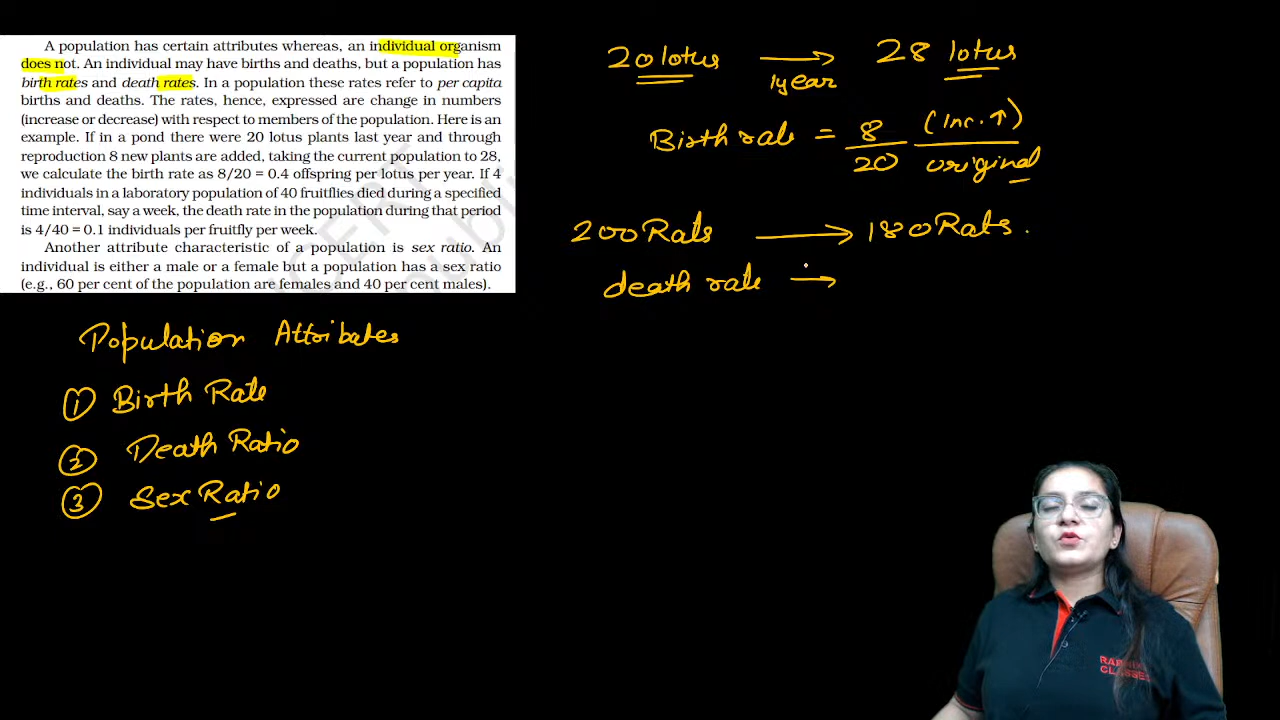 A population has certain attributes whereas, an individual organism
does not. An individual may have births and deaths, but a population has
birth rates and death rates. In a population these rates refer to per capita
births and deaths. The rates, hence, expressed are change in numbers
(increase or decrease) with respect to members of the population. Here is an
example. If in a pond there were 20 lotus plants last year and through
reproduction 8 new plants are added, taking the current population to 28,
we calculate the birth rate as 8/20 = 0.4 offspring per lotus per year. If 4
individuals in a laboratory population of 40 fruitflies died during a specified
time interval, say a week, the death rate in the population during that period
is 4/40 = 0.1 individuals per fruitfly per week.
Another attribute characteristic of a population is sex ratio. An
individual is either a male or a female but a population has a sex ratio
(e.g., 60 per cent of the population are females and 40 per cent males).
Population Attributes
① Birth Rate
② Death Ratio
③ Sex Ratio
20 lotus → 28 lotus
1year
Birth rate = 8/20 (Inc.↑)/original
200Rats → 180Rats.
death rate →